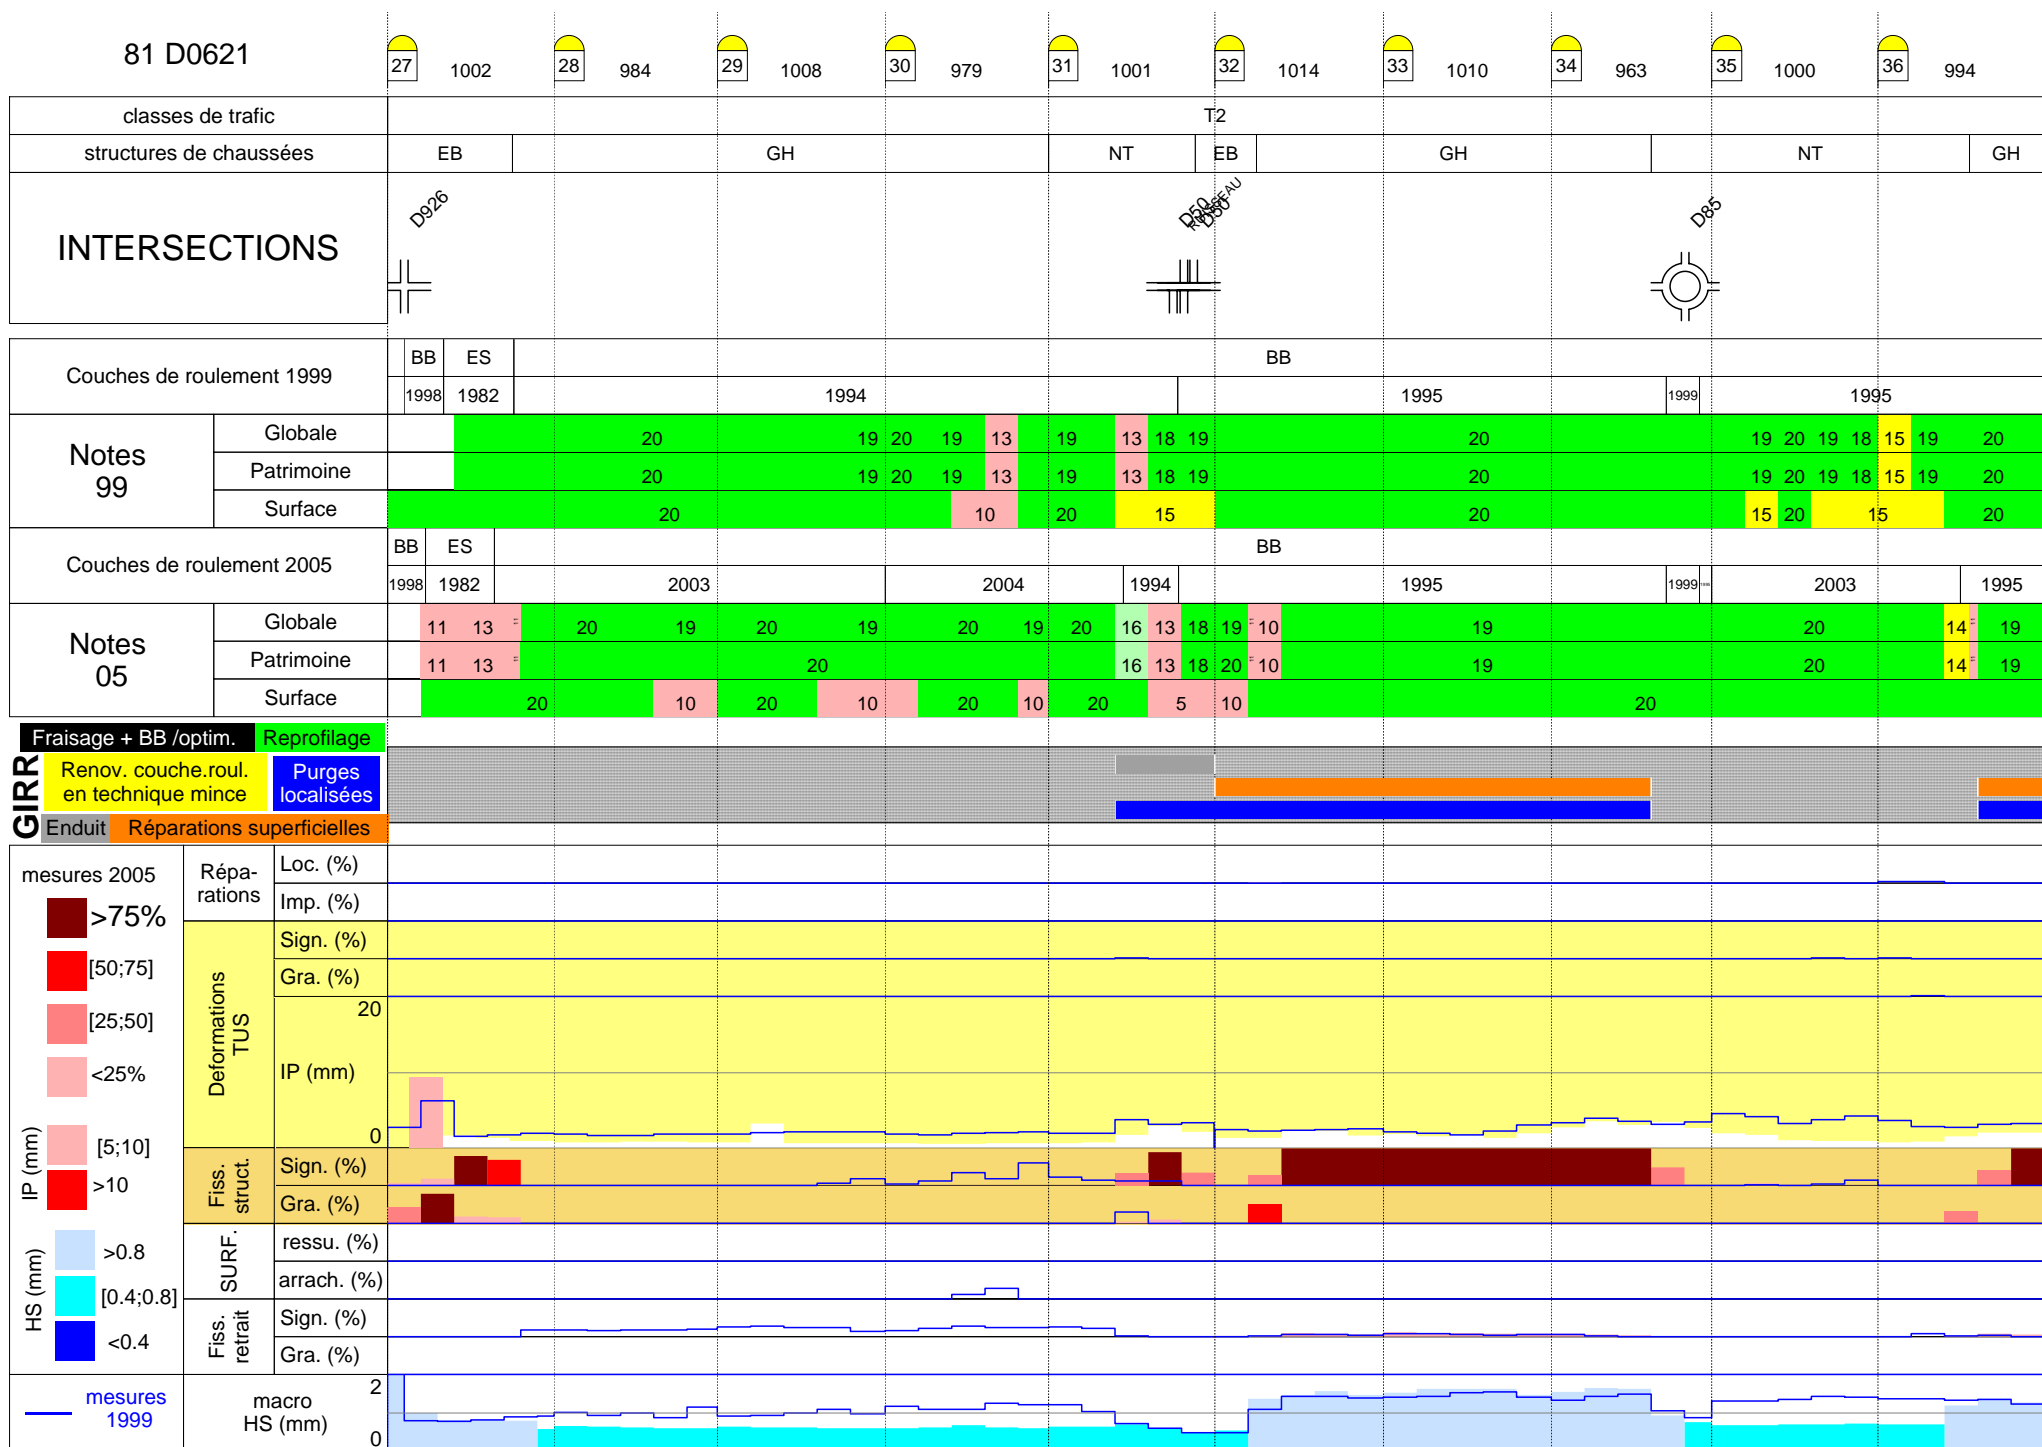 81 D0621
27 1002 28 984 29 1008 30 979 31 1001 32 1014 33 1010 34 963 35 1000 36 994
classes de trafic T2
structures de chaussées EB GH NT EB GH NT GH
INTERSECTIONS D926 D50 D50 D85
Couches de roulement 1999
BB ES BB
1998 1982 1994 1995 1999 1995
Notes 99
Globale 20 19 20 19 13 19 13 18 19 20 19 20 19 18 15 19 20
Patrimoine 20 19 20 19 13 19 13 18 19 20 19 20 19 18 15 19 20
Surface 20 10 20 15 20 15 20 15 20
Couches de roulement 2005
BB ES BB
1998 1982 2003 2004 1994 1995 1999 2003 1995
Notes 05
Globale 11 13 20 19 20 19 20 19 20 16 13 18 19 10 19 20 14 19
Patrimoine 11 13 20 16 13 18 20 10 19 20 14 19
Surface 20 10 20 10 20 10 20 5 10 20
GIRR
Fraisage + BB /optim. Reprofilage
Renov. couche.roul.
en technique mince
Purges
localisées
Enduit Réparations superficielles
mesures 2005
>75%
[50;75]
[25;50]
<25%
IP (mm)
[5;10]
>10
HS (mm)
>0.8
[0.4;0.8]
<0.4
mesures
1999
Répa-
rations
Loc. (%)
Imp. (%)
Deformations
TUS
Sign. (%)
Gra. (%)
20
IP (mm)
0
Fiss.
struct.
Sign. (%)
Gra. (%)
SURF.
ressu. (%)
arrach. (%)
Fiss.
retrait
Sign. (%)
Gra. (%)
macro
HS (mm)
2
0